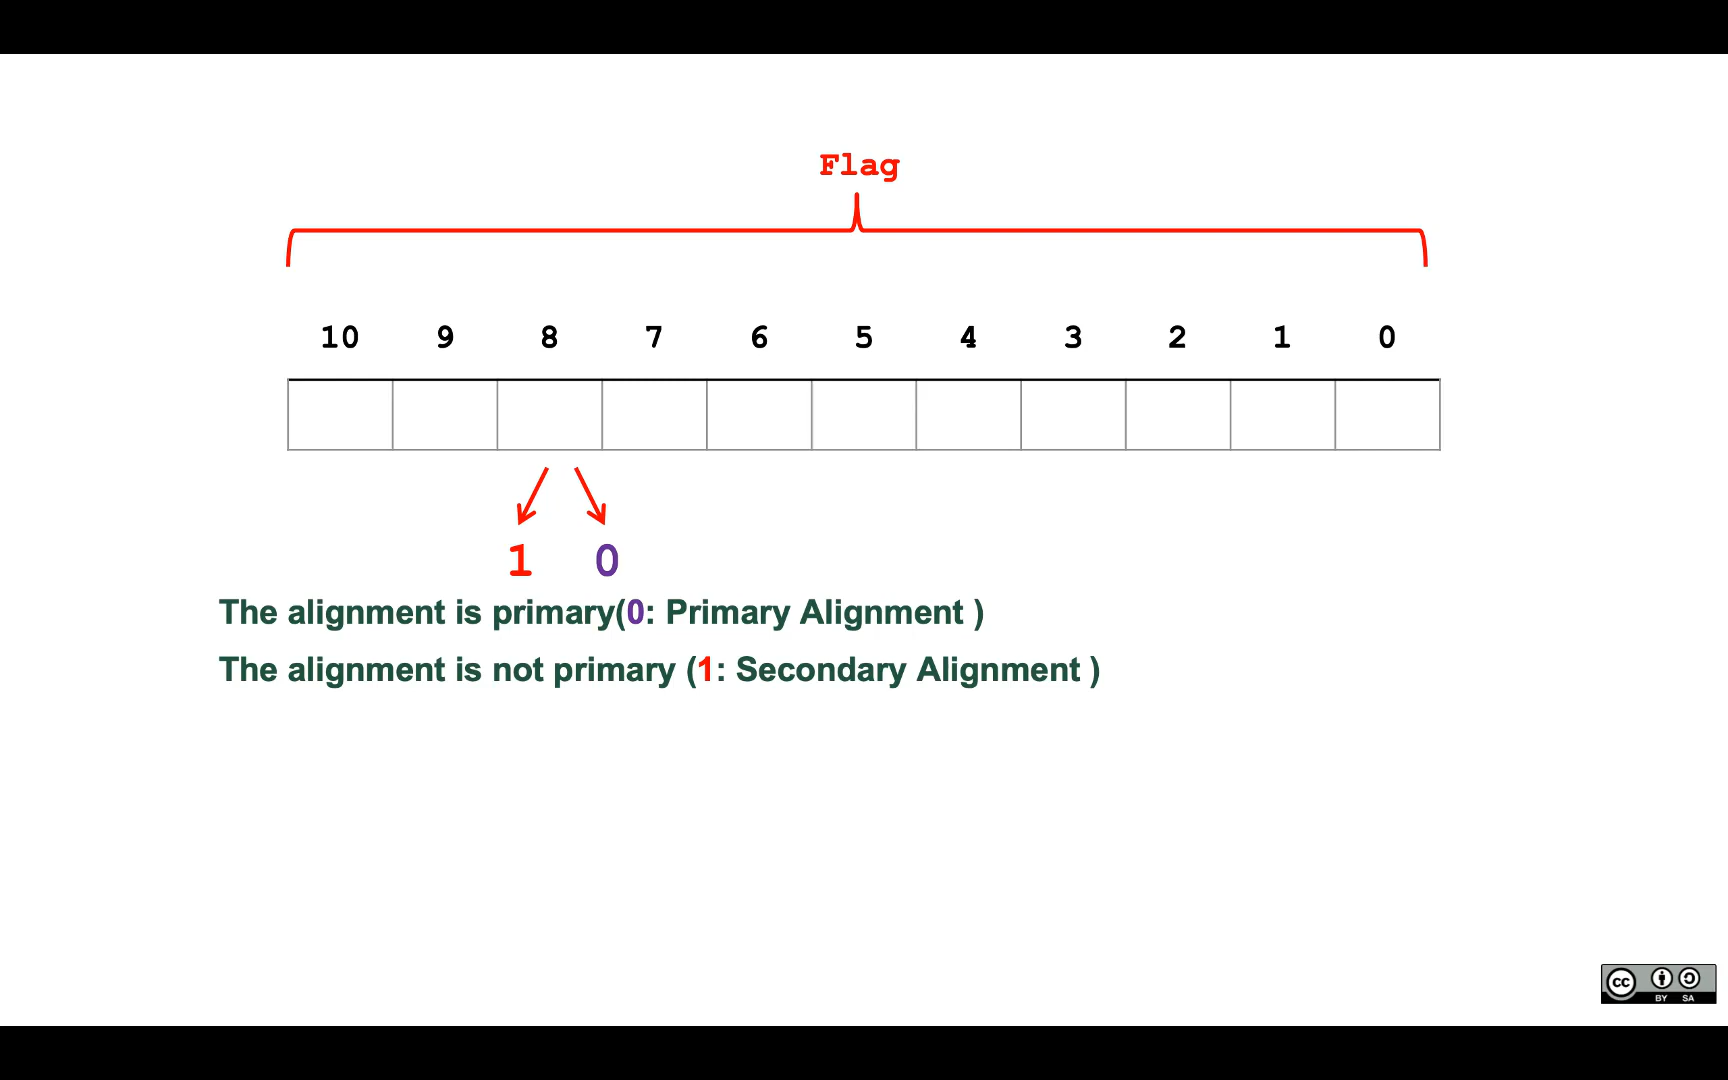 Flag
10 9 8 7 6 5 4 3 2 1 0
1 0
The alignment is primary(0: Primary Alignment )
The alignment is not primary (1: Secondary Alignment )
cc BY SA